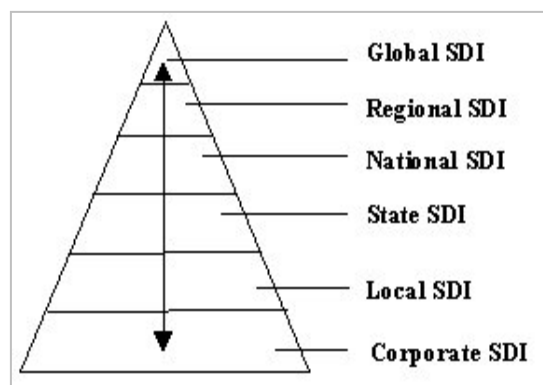 Global SDI
Regional SDI
National SDI
State SDI
Local SDI
Corporate SDI